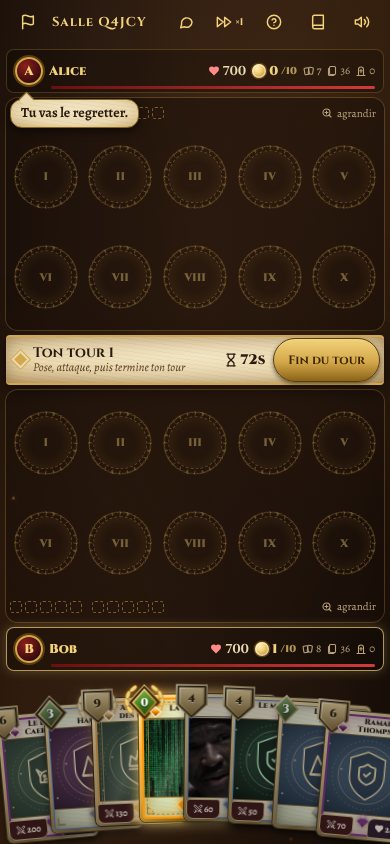 SALLE Q4JCY ×1
A ALICE 700 0 /10 7 36 0
Tu vas le regretter.
agrandir
I II III IV V
VI VII VIII IX X
TON TOUR 1
Pose, attaque, puis termine ton tour
72s
FIN DU TOUR
I II III IV V
VI VII VIII IX X
agrandir
B BOB 700 1 /10 8 36 0
6 3 9 0 4 4 3 6
200 130 60 50 70